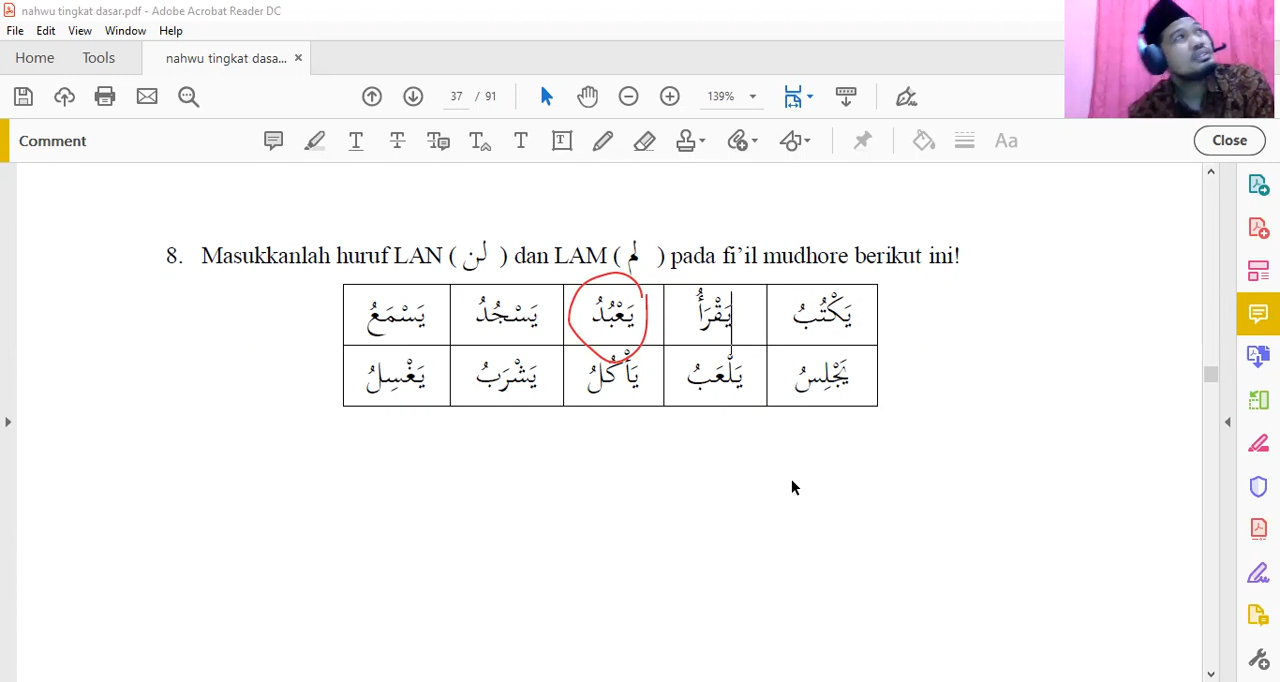 nahwu tingkat dasar.pdf - Adobe Acrobat Reader DC
File Edit View Window Help
Home Tools nahwu tingkat dasa... ×
37 / 91 139%
Comment Close
8. Masukkanlah huruf LAN ( لن ) dan LAM ( لم ) pada fi’il mudhore berikut ini!
يَكْتُبُ يَقْرَأُ يَعْبُدُ يَسْجُدُ يَسْمَعُ
يَجْلِسُ يَلْعَبُ يَأْكُلُ يَشْرَبُ يَغْسِلُ